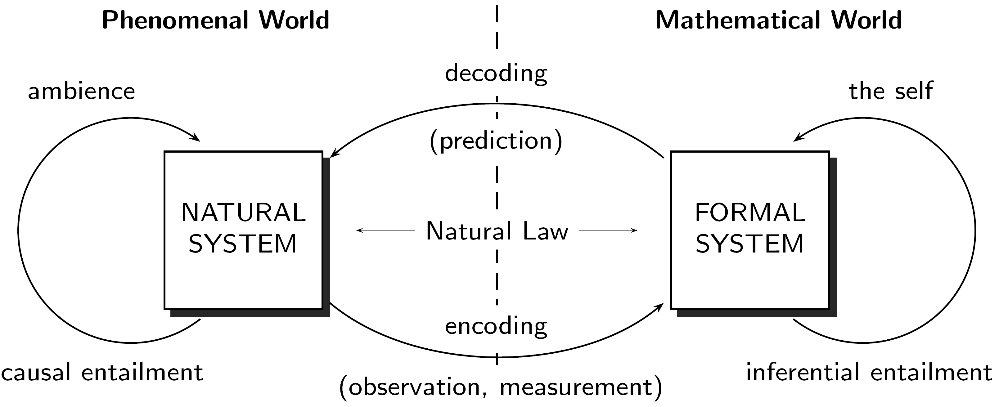 Phenomenal World
Mathematical World
decoding
ambience
the self
(prediction)
NATURAL
SYSTEM
Natural Law
FORMAL
SYSTEM
encoding
causal entailment
inferential entailment
(observation, measurement)